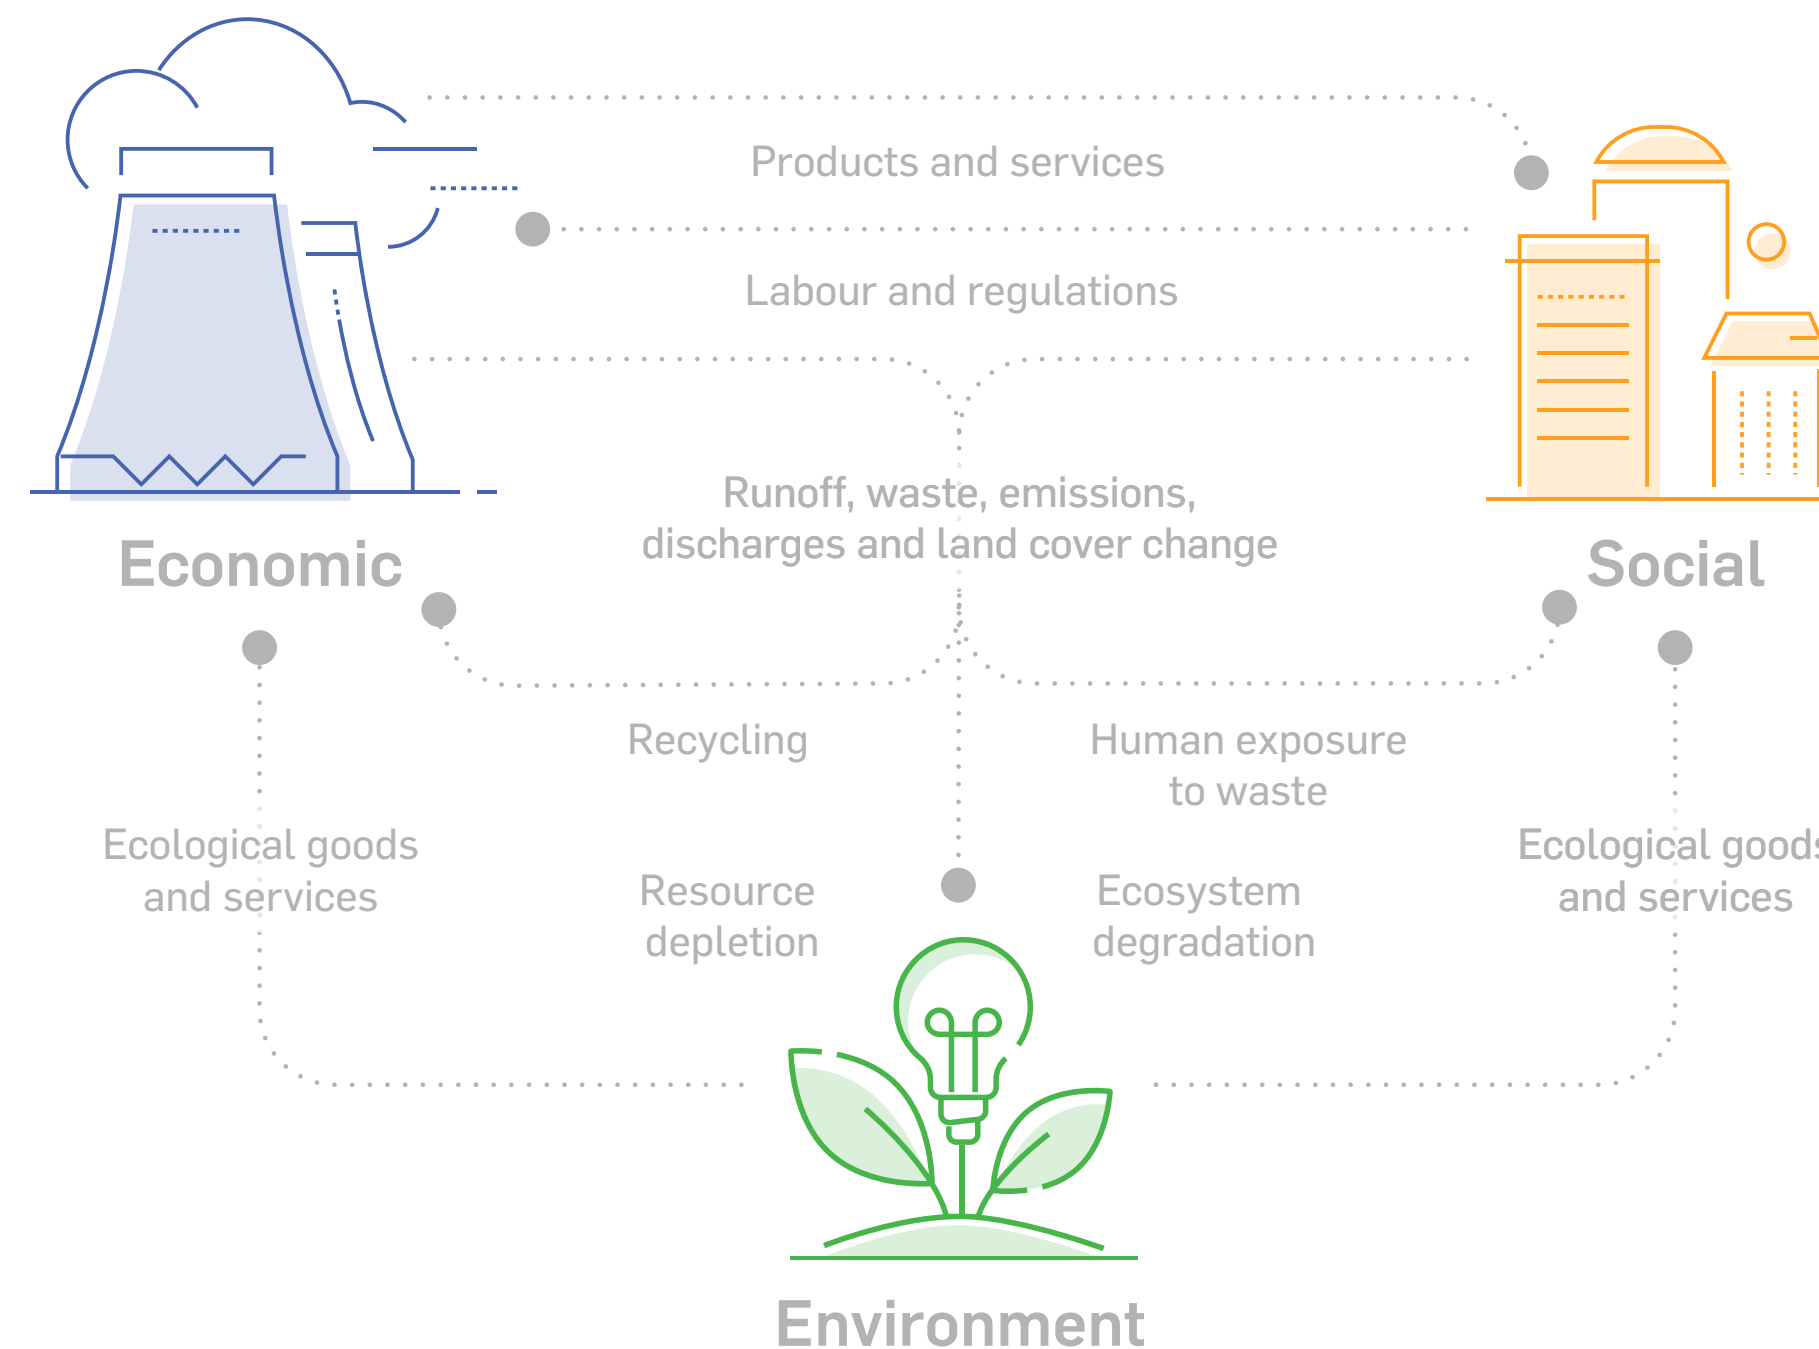 Products and services
Labour and regulations
Runoff, waste, emissions,
discharges and land cover change
Economic
Social
Recycling
Human exposure
to waste
Ecological goods
and services
Resource
depletion
Ecosystem
degradation
Ecological goods
and services
Environment